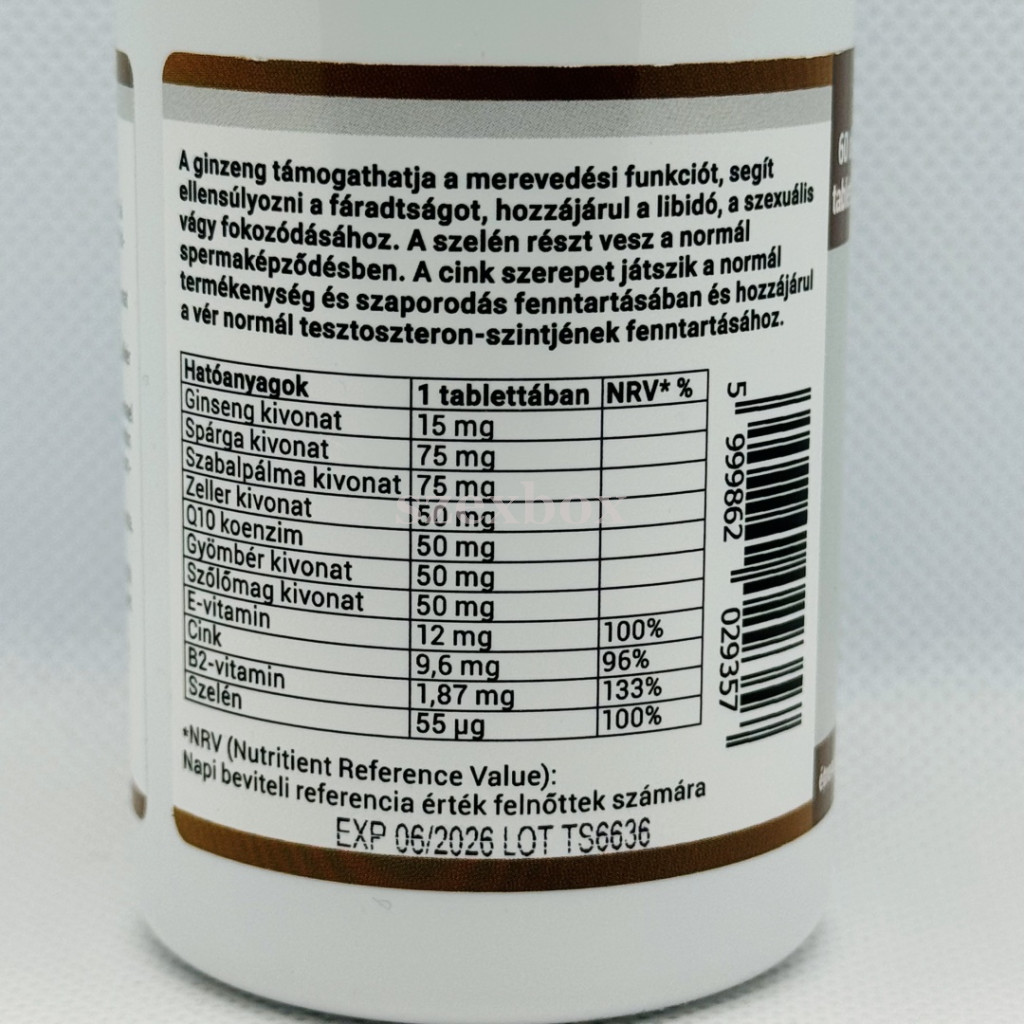 A ginzeng támogathatja a merevedési funkciót, segít
ellensúlyozni a fáradtságot, hozzájárul a libidó, a szexuális
vágy fokozódásához. A szelén részt vesz a normál
spermaképződésben. A cink szerepet játszik a normál
termékenység és szaporodás fenntartásában és hozzájárul
a vér normál tesztoszteron-szintjének fenntartásához.
Hatóanyagok 1 tablettában NRV* %
Ginseng kivonat 15 mg
Spárga kivonat 75 mg
Szabalpálma kivonat 75 mg
Zeller kivonat 50 mg
Q10 koenzim 50 mg
Gyömbér kivonat 50 mg
Szőlőmag kivonat 50 mg
E-vitamin 12 mg 100%
Cink 9,6 mg 96%
B2-vitamin 1,87 mg 133%
Szelén 55 µg 100%
*NRV (Nutritient Reference Value):
Napi beviteli referencia érték felnőttek számára
EXP 06/2026 LOT TS6636
5 999862 029357
60